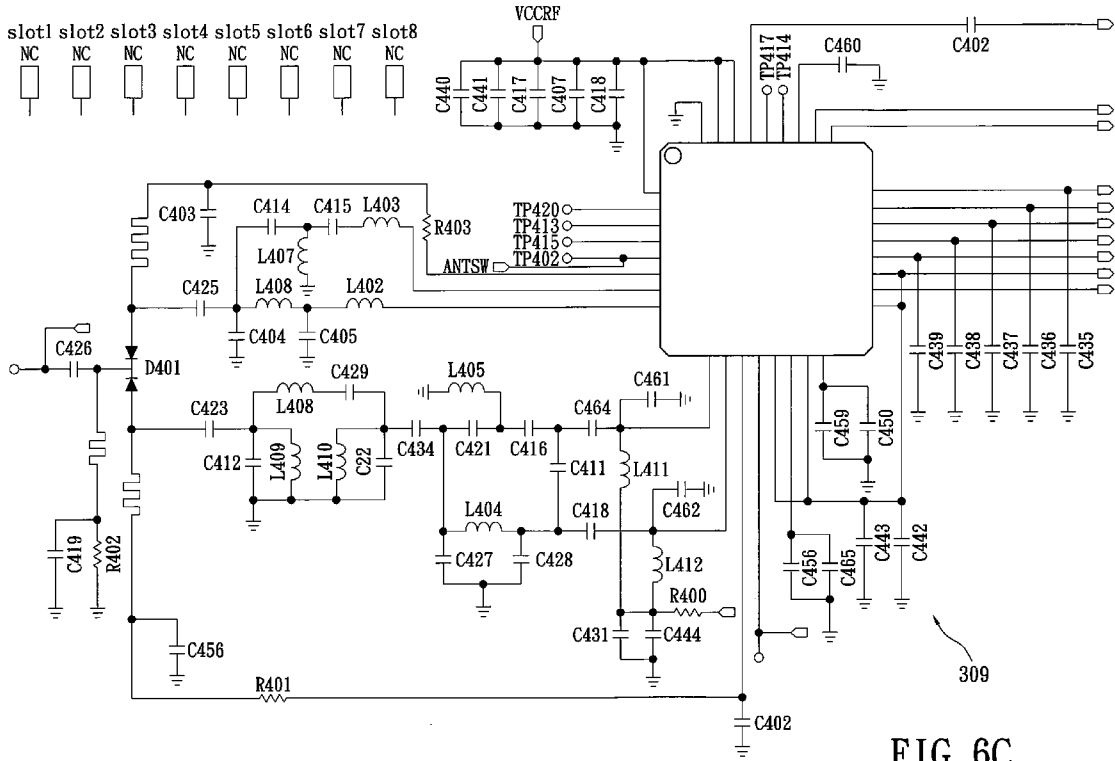 slot1 slot2 slot3 slot4 slot5 slot6 slot7 slot8
NC NC NC NC NC NC NC NC
VCCRF
C440
C441
C417
C407
C418
TP417
TP414
C460
C402
C403
C414
C415
L403
R403
L407
TP420
TP413
TP415
TP402
ANTSW
C425
L408
L402
C404
C405
C426
D401
C439
C438
C437
C436
C435
C423
L408
C429
L405
C461
C412
L409
L410
C22
C434
C421
C416
C464
C411
L411
C459
C450
L404
C418
C462
C419
R402
C427
C428
L412
R400
C456
C465
C443
C442
C431
C444
C456
R401
C402
309
FIG. 6C